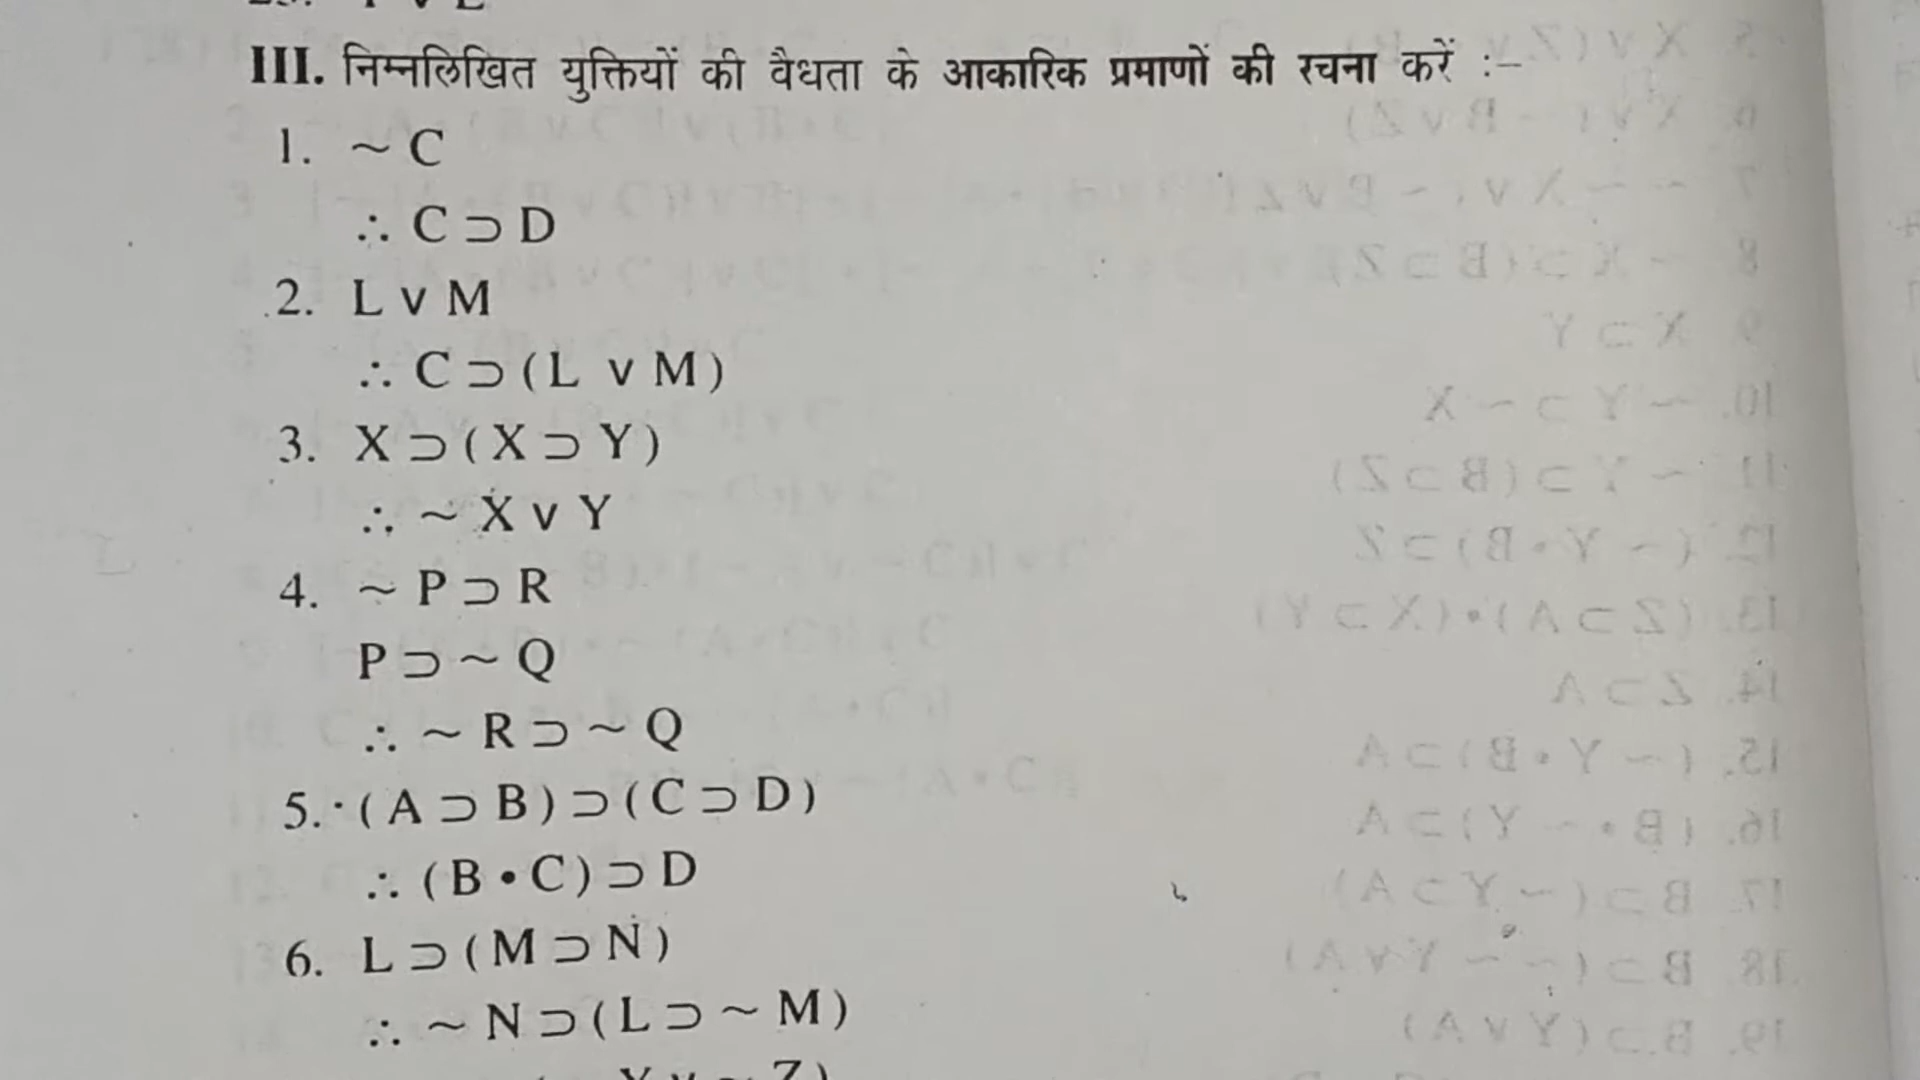 III. निम्नलिखित युक्तियों की वैधता के आकारिक प्रमाणों की रचना करें :–
1. ~ C
∴ C ⊃ D
2. L v M
∴ C ⊃ (L v M)
3. X ⊃ (X ⊃ Y)
∴ ~ X v Y
4. ~ P ⊃ R
P ⊃ ~ Q
∴ ~ R ⊃ ~ Q
5. (A ⊃ B) ⊃ (C ⊃ D)
∴ (B • C) ⊃ D
6. L ⊃ (M ⊃ N)
∴ ~ N ⊃ (L ⊃ ~ M)